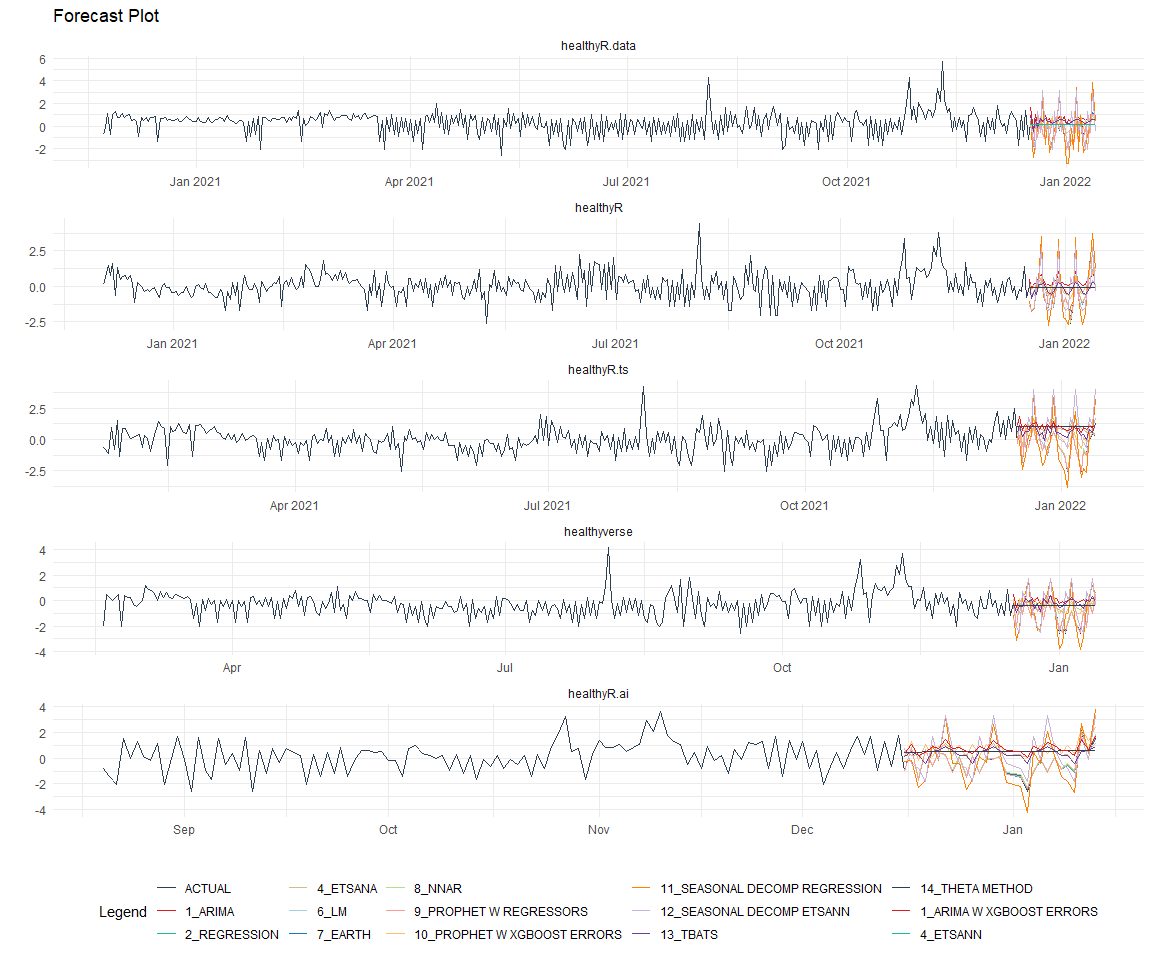 Forecast Plot
healthyR.data
6
4
2
0
-2
Jan 2021 Apr 2021 Jul 2021 Oct 2021 Jan 2022
healthyR
2.5
0.0
-2.5
Jan 2021 Apr 2021 Jul 2021 Oct 2021 Jan 2022
healthyR.ts
2.5
0.0
-2.5
Apr 2021 Jul 2021 Oct 2021 Jan 2022
healthyverse
4
2
0
-2
-4
Apr Jul Oct Jan
healthyR.ai
4
2
0
-2
-4
Sep Oct Nov Dec Jan
ACTUAL 4_ETSANA 8_NNAR 11_SEASONAL DECOMP REGRESSION 14_THETA METHOD
Legend 1_ARIMA 6_LM 9_PROPHET W REGRESSORS 12_SEASONAL DECOMP ETSANN 1_ARIMA W XGBOOST ERRORS
2_REGRESSION 7_EARTH 10_PROPHET W XGBOOST ERRORS 13_TBATS 4_ETSANN